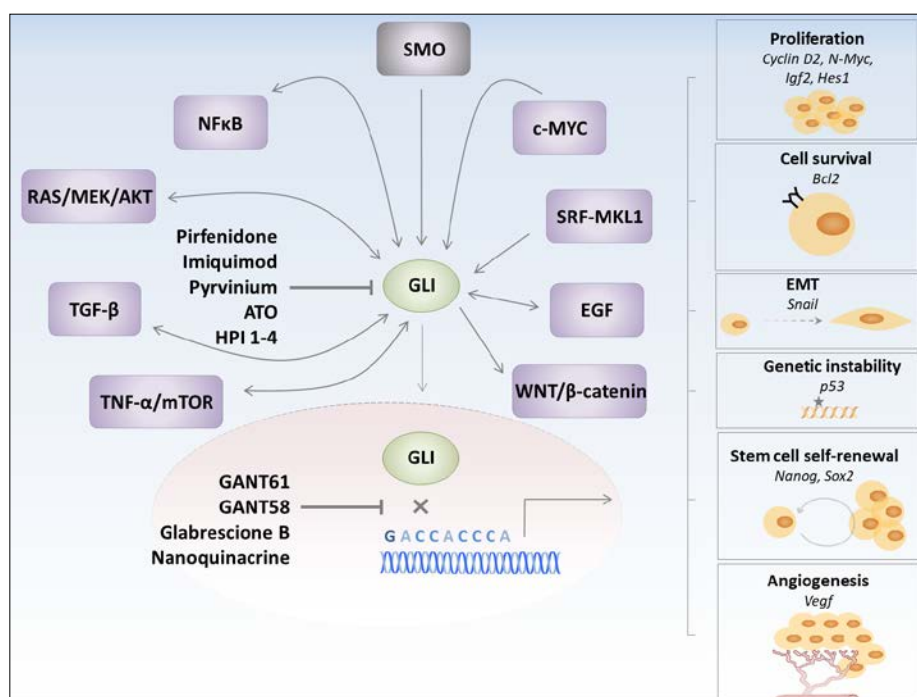 SMO
NFκB
c-MYC
RAS/MEK/AKT
SRF-MKL1
Pirfenidone
Imiquimod
Pyrvinium
ATO
HPI 1-4
GLI
TGF-β
EGF
TNF-α/mTOR
WNT/β-catenin
GLI
GANT61
GANT58
Glabrescione B
Nanoquinacrine
GACCACCCA
Proliferation
Cyclin D2, N-Myc,
Igf2, Hes1
Cell survival
Bcl2
EMT
Snail
Genetic instability
p53
Stem cell self-renewal
Nanog, Sox2
Angiogenesis
Vegf